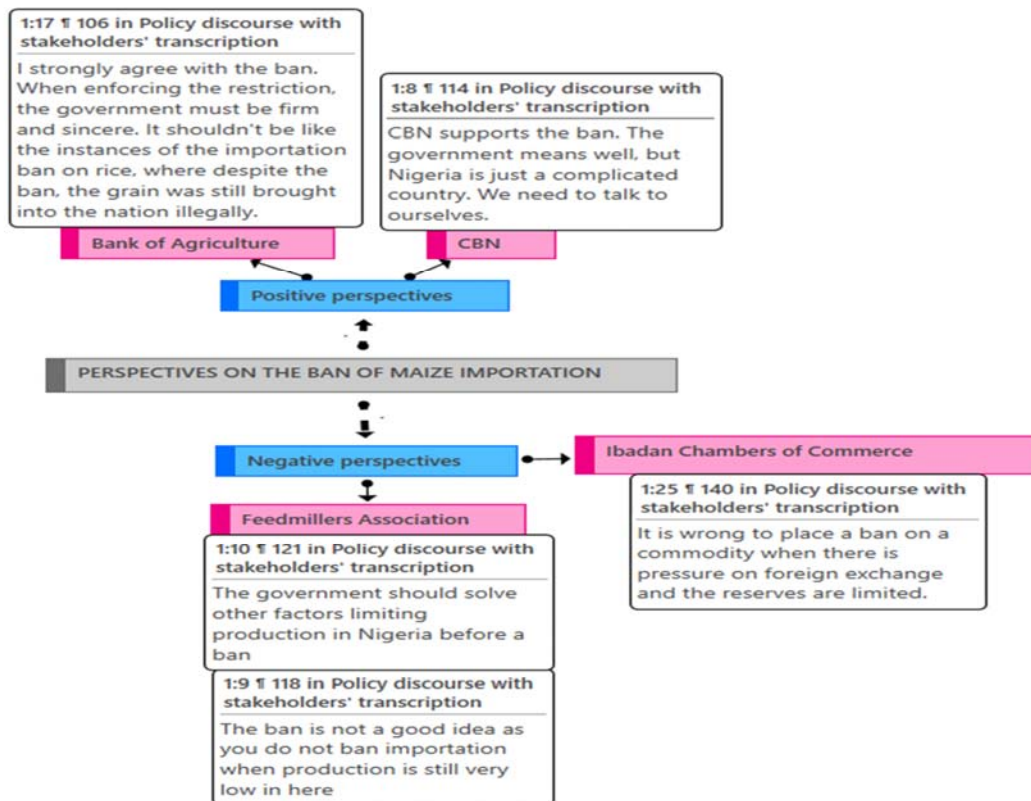 1:17 ¶ 106 in Policy discourse with
stakeholders' transcription
I strongly agree with the ban.
When enforcing the restriction,
the government must be firm
and sincere. It shouldn't be like
the instances of the importation
ban on rice, where despite the
ban, the grain was still brought
into the nation illegally.
1:8 ¶ 114 in Policy discourse with
stakeholders' transcription
CBN supports the ban. The
government means well, but
Nigeria is just a complicated
country. We need to talk to
ourselves.
Bank of Agriculture
CBN
Positive perspectives
PERSPECTIVES ON THE BAN OF MAIZE IMPORTATION
Negative perspectives
Ibadan Chambers of Commerce
1:25 ¶ 140 in Policy discourse with
stakeholders' transcription
It is wrong to place a ban on a
commodity when there is
pressure on foreign exchange
and the reserves are limited.
Feedmillers Association
1:10 ¶ 121 in Policy discourse with
stakeholders' transcription
The government should solve
other factors limiting
production in Nigeria before a
ban
1:9 ¶ 118 in Policy discourse with
stakeholders' transcription
The ban is not a good idea as
you do not ban importation
when production is still very
low in here